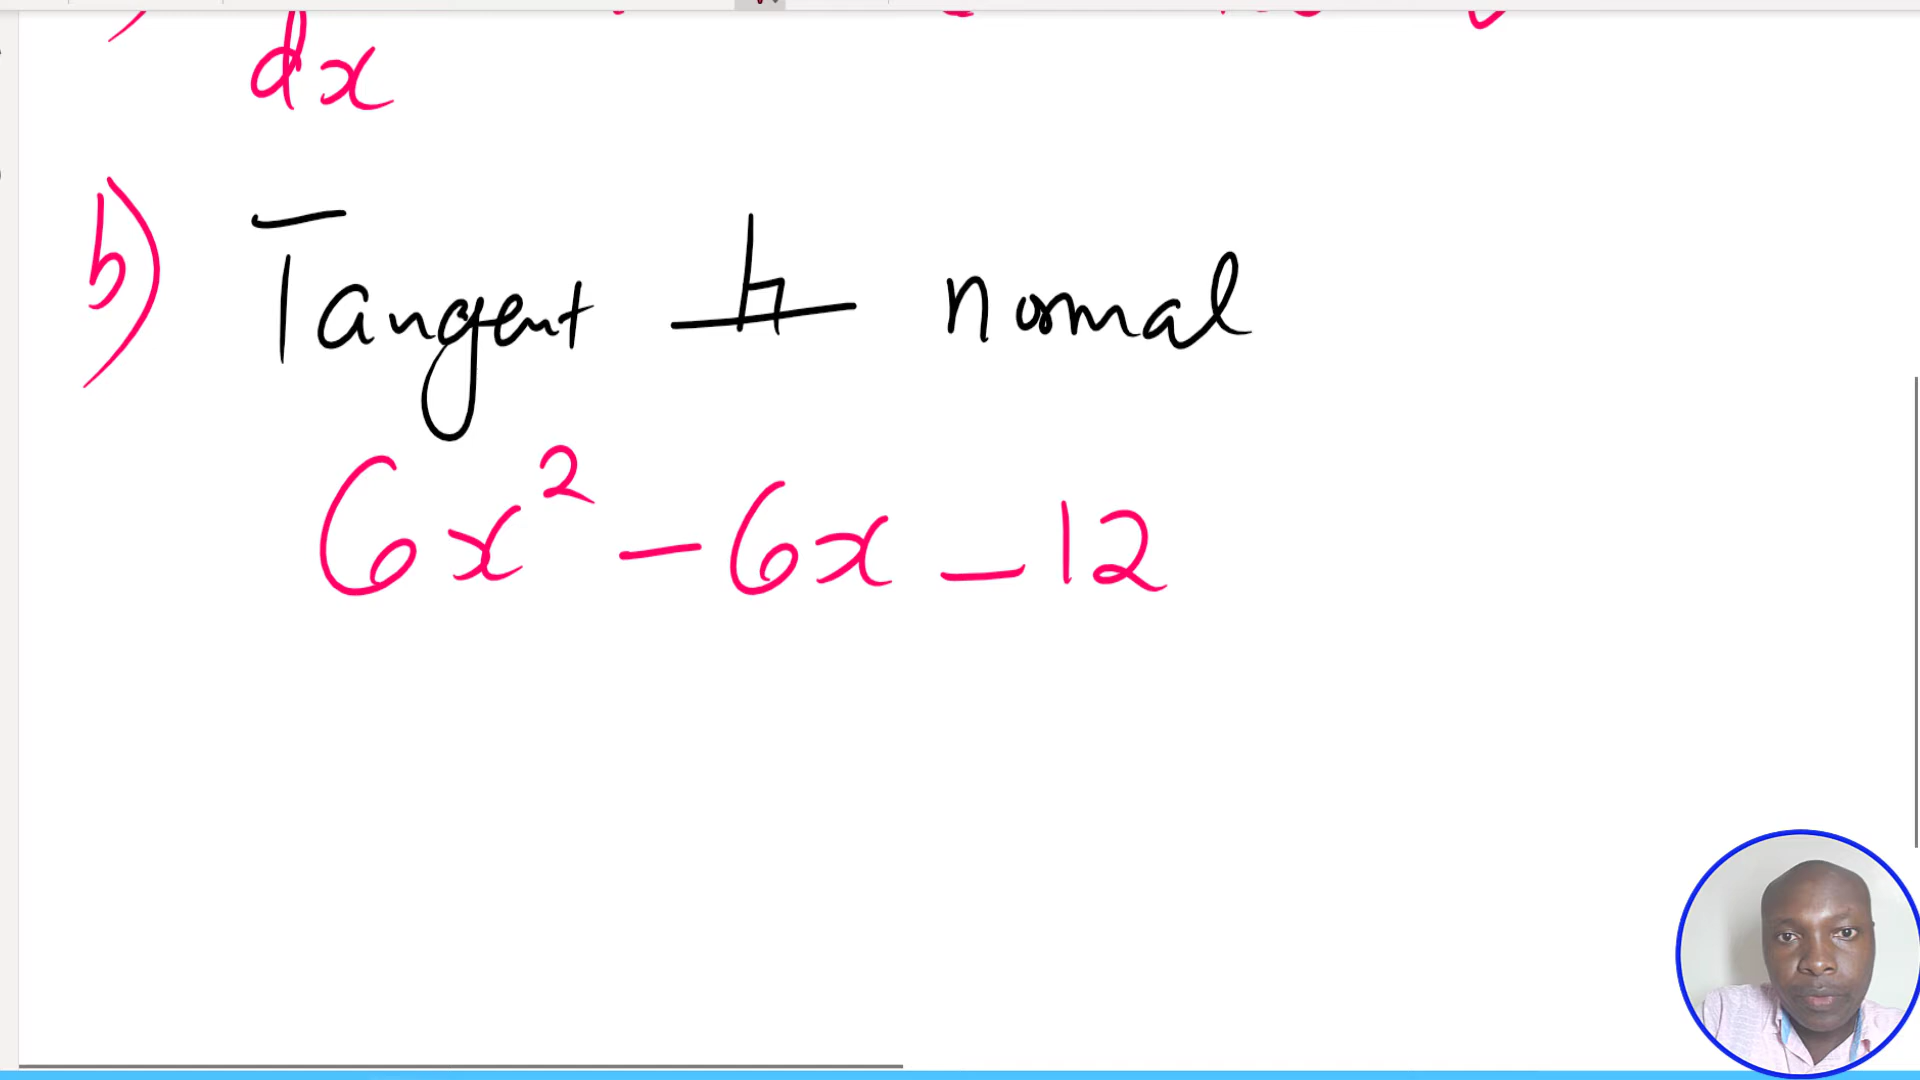 dx
b) Tangent normal
6x² - 6x - 12